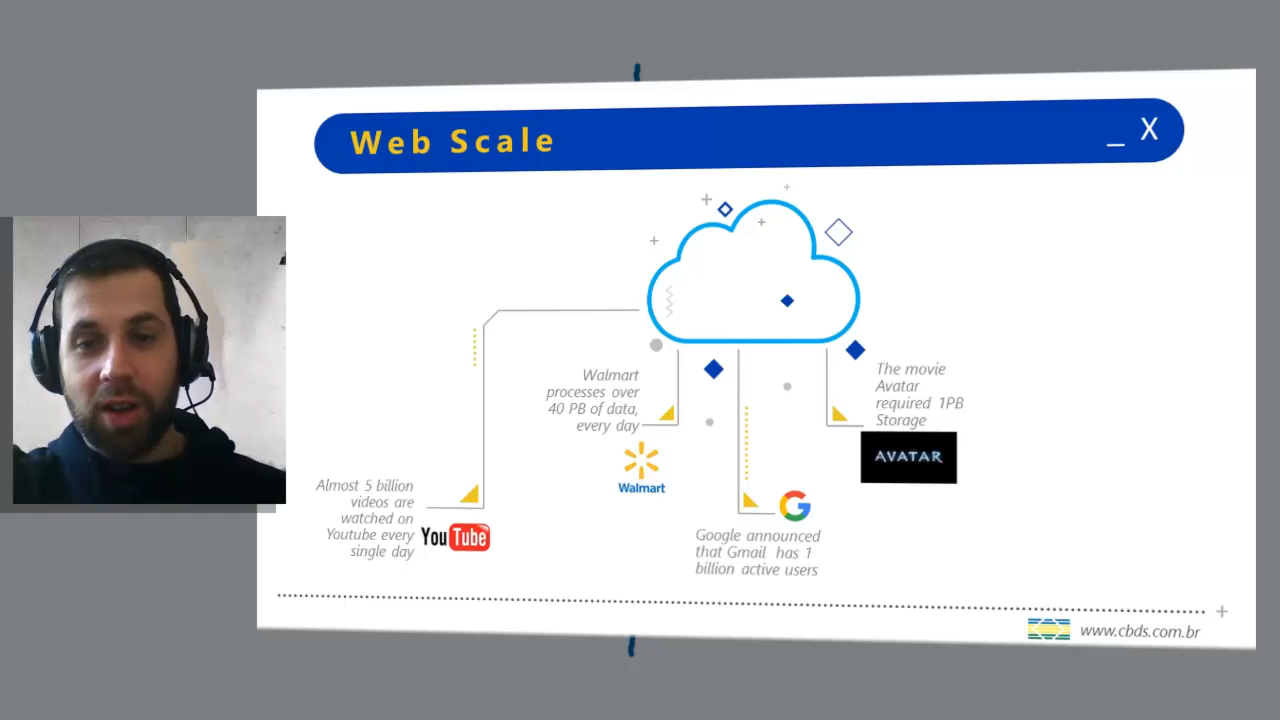 Web Scale
_ X
Walmart
processes over
40 PB of data,
every day
Walmart
The movie
Avatar
required 1PB
Storage
AVATAR
Almost 5 billion
videos are
watched on
Youtube every
single day
YouTube
G
Google announced
that Gmail has 1
billion active users
www.cbds.com.br